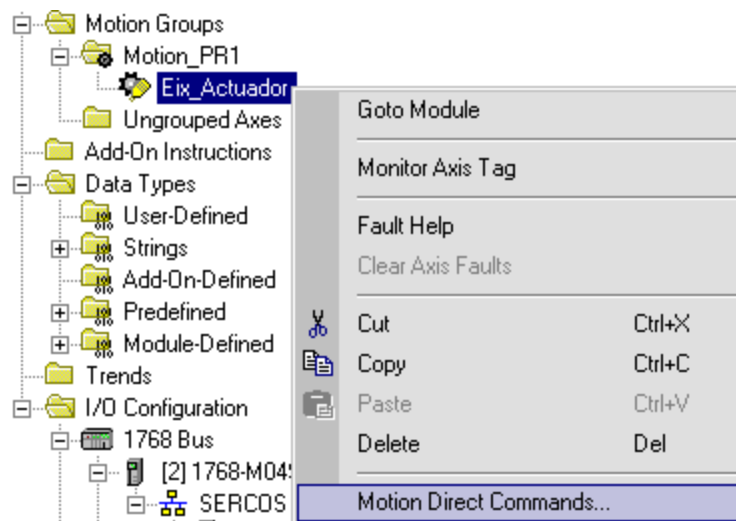 Motion Groups
Motion_PR1
Eix_Actuador
Ungrouped Axes
Add-On Instructions
Data Types
User-Defined
Strings
Add-On-Defined
Predefined
Module-Defined
Trends
I/O Configuration
1768 Bus
[2] 1768-M04S
SERCOS
Goto Module
Monitor Axis Tag
Fault Help
Clear Axis Faults
Cut Ctrl+X
Copy Ctrl+C
Paste Ctrl+V
Delete Del
Motion Direct Commands...